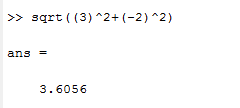 >> sqrt((3)^2+(-2)^2)
ans =
3.6056